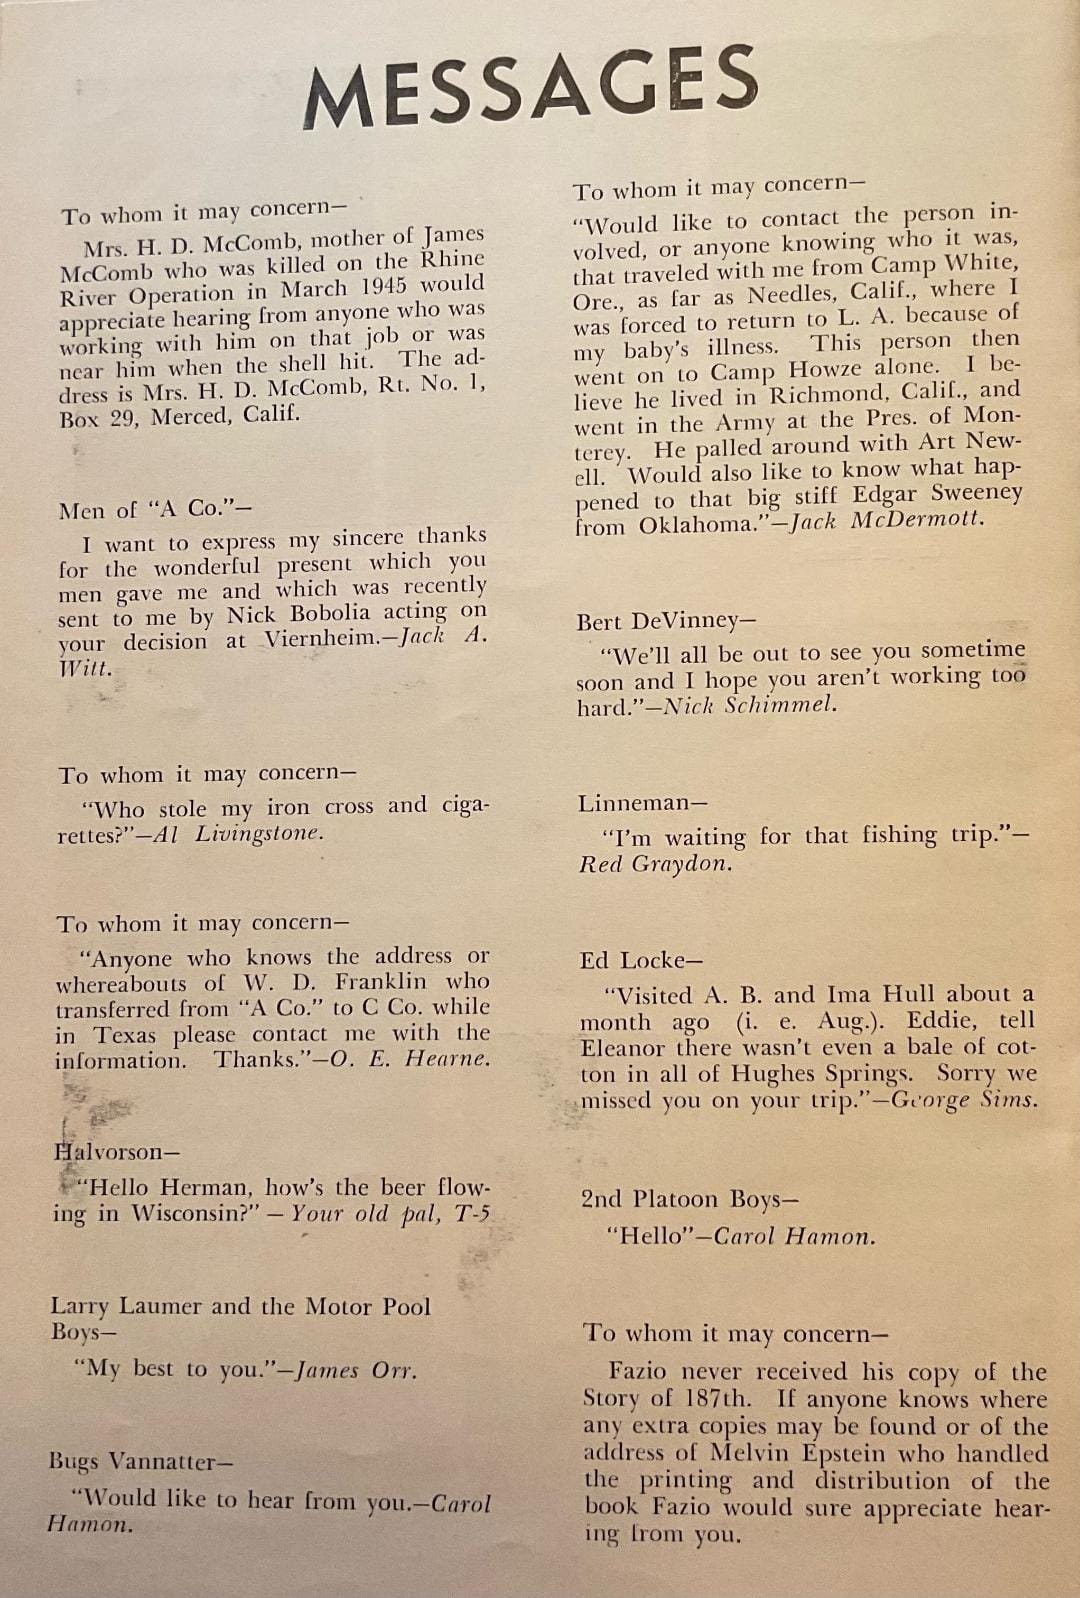 MESSAGES
To whom it may concern—
Mrs. H. D. McComb, mother of James
McComb who was killed on the Rhine
River Operation in March 1945 would
appreciate hearing from anyone who was
working with him on that job or was
near him when the shell hit. The ad-
dress is Mrs. H. D. McComb, Rt. No. 1,
Box 29, Merced, Calif.
Men of “A Co.”—
I want to express my sincere thanks
for the wonderful present which you
men gave me and which was recently
sent to me by Nick Bobolia acting on
your decision at Viernheim.—Jack A.
Witt.
To whom it may concern—
“Who stole my iron cross and ciga-
rettes?”—Al Livingstone.
To whom it may concern—
“Anyone who knows the address or
whereabouts of W. D. Franklin who
transferred from “A Co.” to C Co. while
in Texas please contact me with the
information. Thanks.”—O. E. Hearne.
Halvorson—
“Hello Herman, how’s the beer flow-
ing in Wisconsin?” — Your old pal, T-5
Larry Laumer and the Motor Pool
Boys—
“My best to you.”—James Orr.
Bugs Vannatter—
“Would like to hear from you.—Carol
Hamon.
To whom it may concern—
“Would like to contact the person in-
volved, or anyone knowing who it was,
that traveled with me from Camp White,
Ore., as far as Needles, Calif., where I
was forced to return to L. A. because of
my baby’s illness. This person then
went on to Camp Howze alone. I be-
lieve he lived in Richmond, Calif., and
went in the Army at the Pres. of Mon-
terey. He palled around with Art New-
ell. Would also like to know what hap-
pened to that big stiff Edgar Sweeney
from Oklahoma.”—Jack McDermott.
Bert DeVinney—
“We’ll all be out to see you sometime
soon and I hope you aren’t working too
hard.”—Nick Schimmel.
Linneman—
“I’m waiting for that fishing trip.”—
Red Graydon.
Ed Locke—
“Visited A. B. and Ima Hull about a
month ago (i. e. Aug.). Eddie, tell
Eleanor there wasn’t even a bale of cot-
ton in all of Hughes Springs. Sorry we
missed you on your trip.”—George Sims.
2nd Platoon Boys—
“Hello”—Carol Hamon.
To whom it may concern—
Fazio never received his copy of the
Story of 187th. If anyone knows where
any extra copies may be found or of the
address of Melvin Epstein who handled
the printing and distribution of the
book Fazio would sure appreciate hear-
ing from you.